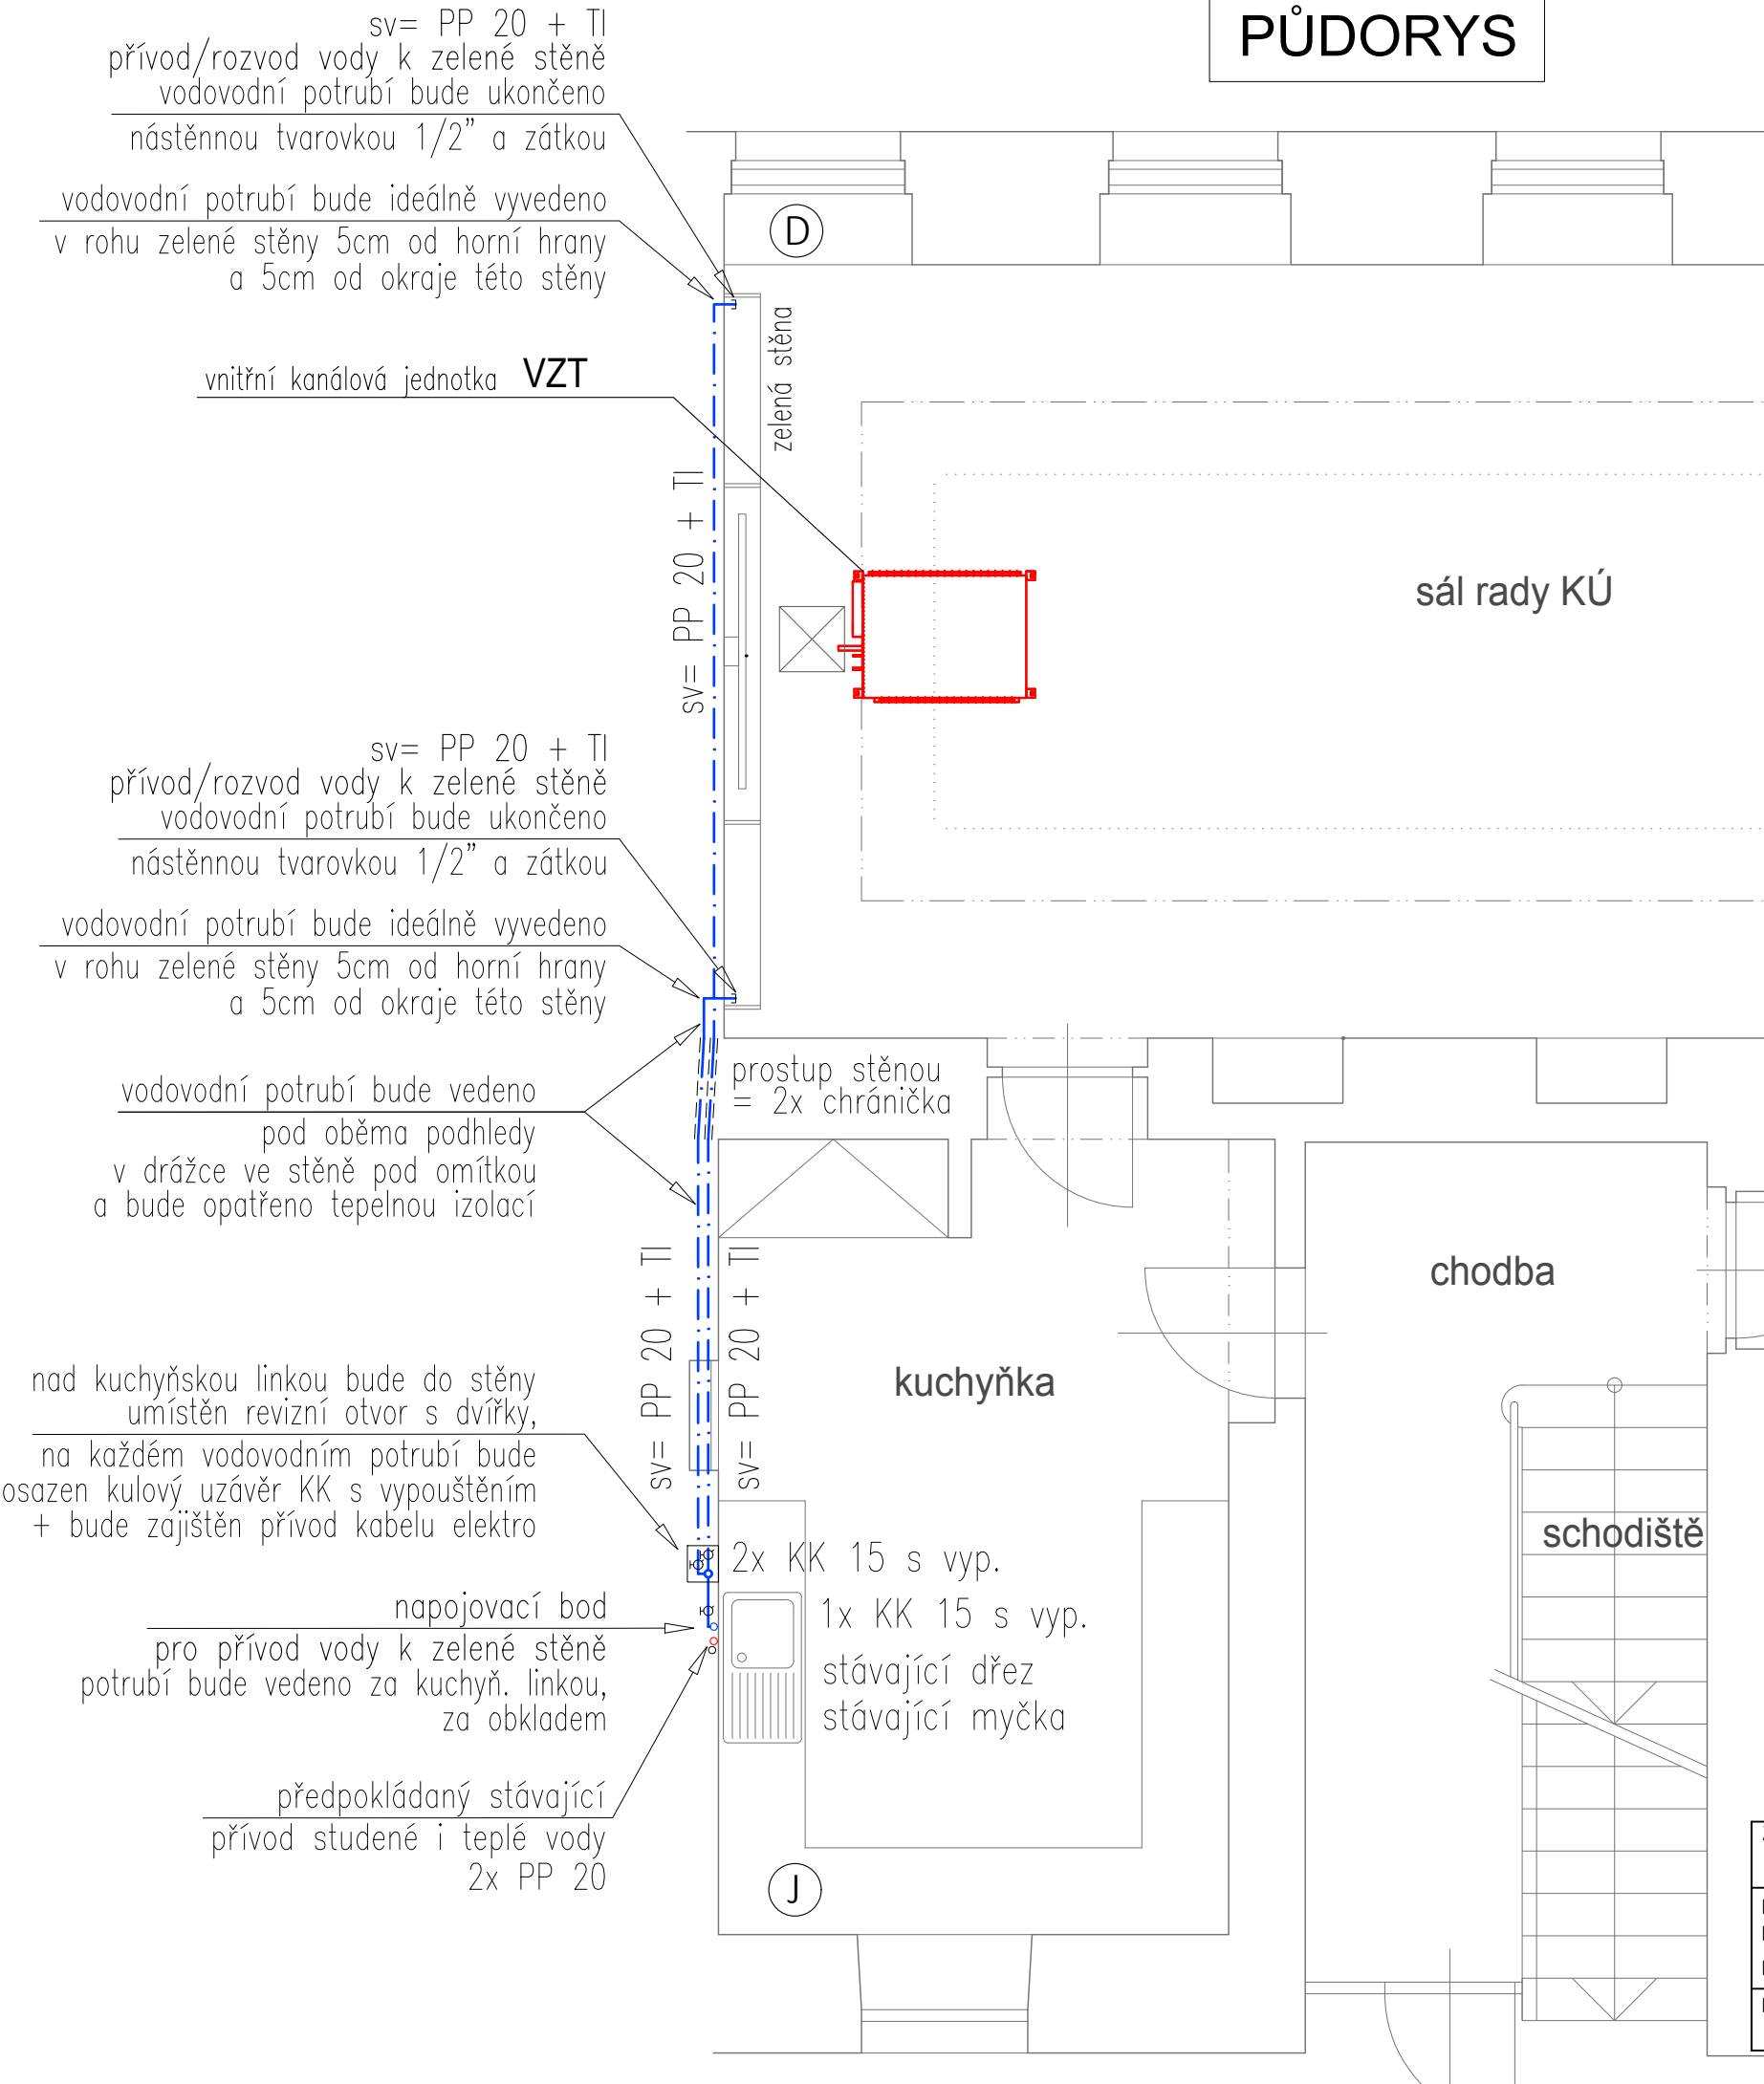 PŮDORYS
sv= PP 20 + TI
přívod/rozvod vody k zelené stěně
vodovodní potrubí bude ukončeno
nástěnnou tvarovkou 1/2" a zátkou
vodovodní potrubí bude ideálně vyvedeno
v rohu zelené stěny 5cm od horní hrany
a 5cm od okraje této stěny
D
zelená stěna
vnitřní kanálová jednotka VZT
sv= PP 20 + TI
sál rady KÚ
sv= PP 20 + TI
přívod/rozvod vody k zelené stěně
vodovodní potrubí bude ukončeno
nástěnnou tvarovkou 1/2" a zátkou
vodovodní potrubí bude ideálně vyvedeno
v rohu zelené stěny 5cm od horní hrany
a 5cm od okraje této stěny
prostup stěnou
= 2x chránička
vodovodní potrubí bude vedeno
pod oběma podhledy
v drážce ve stěně pod omítkou
a bude opatřeno tepelnou izolací
sv= PP 20 + TI
sv= PP 20 + TI
chodba
kuchyňka
nad kuchyňskou linkou bude do stěny
umístěn revizní otvor s dvířky,
na každém vodovodním potrubí bude
osazen kulový uzávěr KK s vypouštěním
+ bude zajištěn přívod kabelu elektro
schodiště
2x KK 15 s vyp.
napojovací bod
pro přívod vody k zelené stěně
potrubí bude vedeno za kuchyň. linkou,
za obkladem
1x KK 15 s vyp.
stávající dřez
stávající myčka
předpokládaný stávající
přívod studené i teplé vody
2x PP 20
J